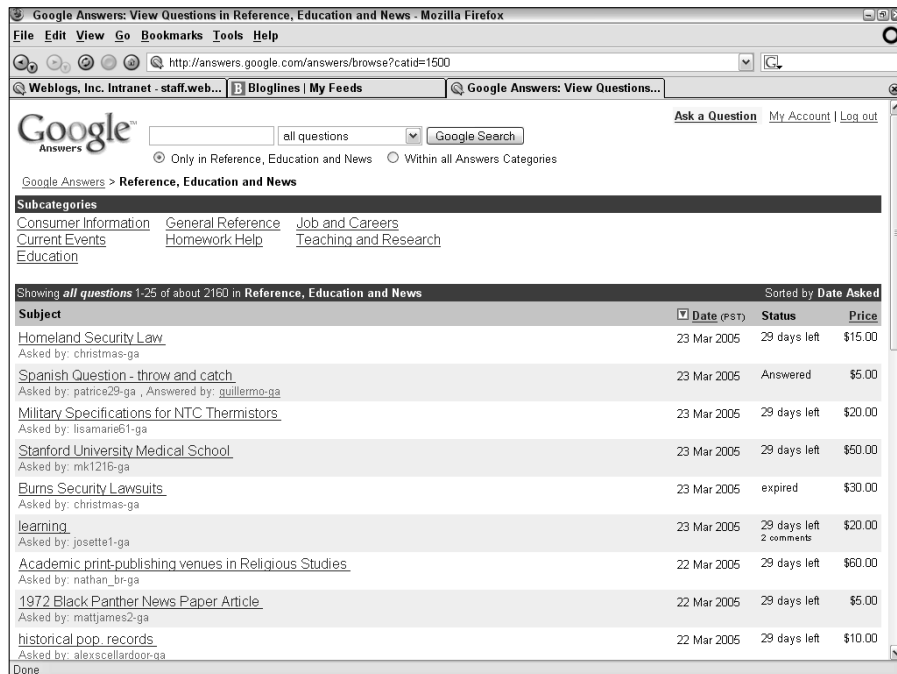 Google Answers: View Questions in Reference, Education and News - Mozilla Firefox
File Edit View Go Bookmarks Tools Help
http://answers.google.com/answers/browse?catid=1500
G
Weblogs, Inc. Intranet - staff.web... B Bloglines | My Feeds Google Answers: View Questions...
Ask a Question My Account | Log out
Google™ Answers all questions Google Search
Only in Reference, Education and News Within all Answers Categories
Google Answers > Reference, Education and News
Subcategories
Consumer Information General Reference Job and Careers
Current Events Homework Help Teaching and Research
Education
Showing all questions 1-25 of about 2160 in Reference, Education and News Sorted by Date Asked
Subject Date (PST) Status Price
Homeland Security Law 23 Mar 2005 29 days left $15.00
Asked by: christmas-ga
Spanish Question - throw and catch 23 Mar 2005 Answered $5.00
Asked by: patrice29-ga , Answered by: guillermo-ga
Military Specifications for NTC Thermistors 23 Mar 2005 29 days left $20.00
Asked by: lisamarie61-ga
Stanford University Medical School 23 Mar 2005 29 days left $50.00
Asked by: mk1216-ga
Burns Security Lawsuits 23 Mar 2005 expired $30.00
Asked by: christmas-ga
learning 23 Mar 2005 29 days left $20.00
Asked by: josette1-ga 2 comments
Academic print-publishing venues in Religious Studies 22 Mar 2005 29 days left $60.00
Asked by: nathan_br-ga
1972 Black Panther News Paper Article 22 Mar 2005 29 days left $5.00
Asked by: mattjames2-ga
historical pop. records 22 Mar 2005 29 days left $10.00
Asked by: alexscellardoor-ga
Done